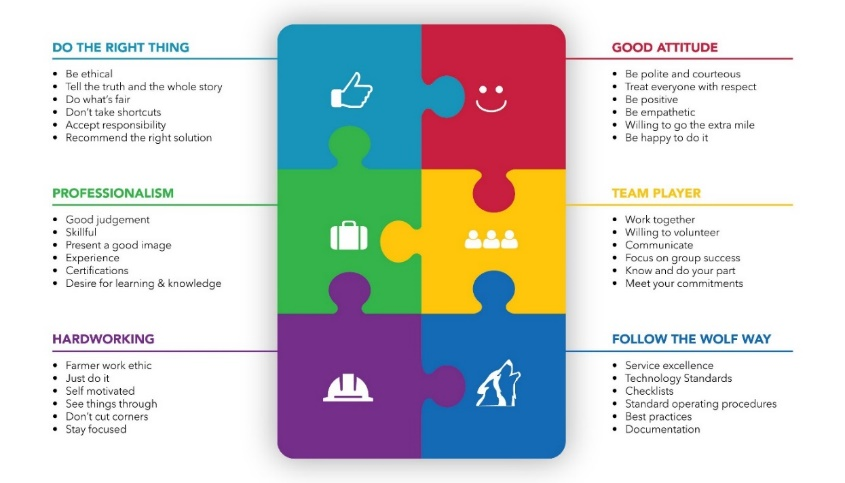 DO THE RIGHT THING
• Be ethical
• Tell the truth and the whole story
• Do what's fair
• Don't take shortcuts
• Accept responsibility
• Recommend the right solution
PROFESSIONALISM
• Good judgement
• Skillful
• Present a good image
• Experience
• Certifications
• Desire for learning & knowledge
HARDWORKING
• Farmer work ethic
• Just do it
• Self motivated
• See things through
• Don't cut corners
• Stay focused
GOOD ATTITUDE
• Be polite and courteous
• Treat everyone with respect
• Be positive
• Be empathetic
• Willing to go the extra mile
• Be happy to do it
TEAM PLAYER
• Work together
• Willing to volunteer
• Communicate
• Focus on group success
• Know and do your part
• Meet your commitments
FOLLOW THE WOLF WAY
• Service excellence
• Technology Standards
• Checklists
• Standard operating procedures
• Best practices
• Documentation